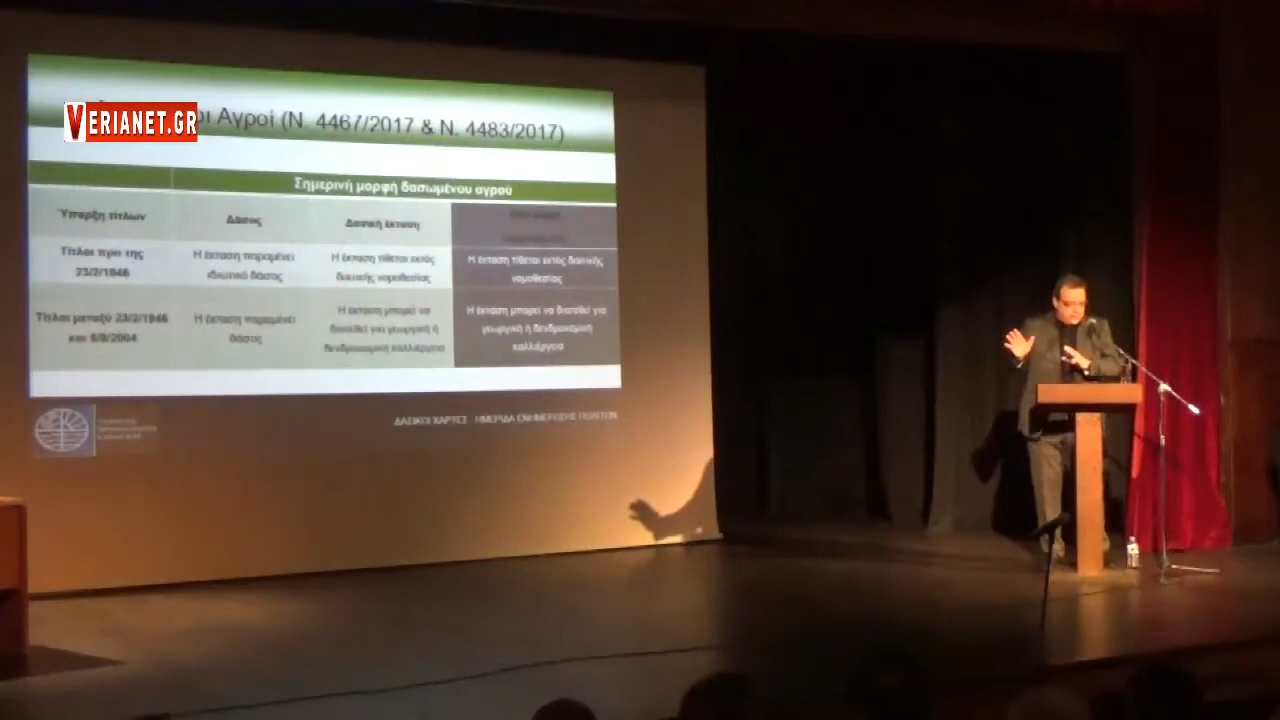 VERIANET.GR
οι Αγροί (Ν. 4467/2017 & Ν. 4483/2017)
Σημερινή μορφή δασωμένου αγρού
Ύπαρξη τίτλων
Δάσος
Δασική έκταση
Τίτλοι προ της
23/2/1946
Η έκταση παραμένει
ιδιωτικό δάσος
Η έκταση τίθεται εκτός
δασικής νομοθεσίας
Η έκταση τίθεται εκτός δασικής
νομοθεσίας
Τίτλοι μεταξύ 23/2/1946
και 8/8/2004
Η έκταση παραμένει
δάσος
Η έκταση μπορεί να
διατεθεί για γεωργική ή
δενδροκομική καλλιέργεια
Η έκταση μπορεί να διατεθεί για
γεωργική ή δενδροκομική
καλλιέργεια
ΔΑΣΙΚΟΙ ΧΑΡΤΕΣ - ΗΜΕΡΙΔΑ ΕΝΗΜΕΡΩΣΗΣ ΠΟΛΙΤΩΝ